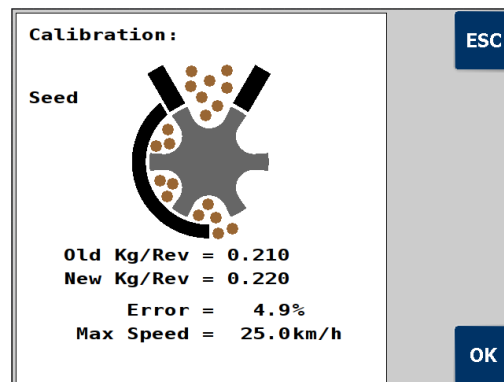 Calibration:
ESC
Seed
Old Kg/Rev = 0.210
New Kg/Rev = 0.220
Error = 4.9%
Max Speed = 25.0km/h
OK